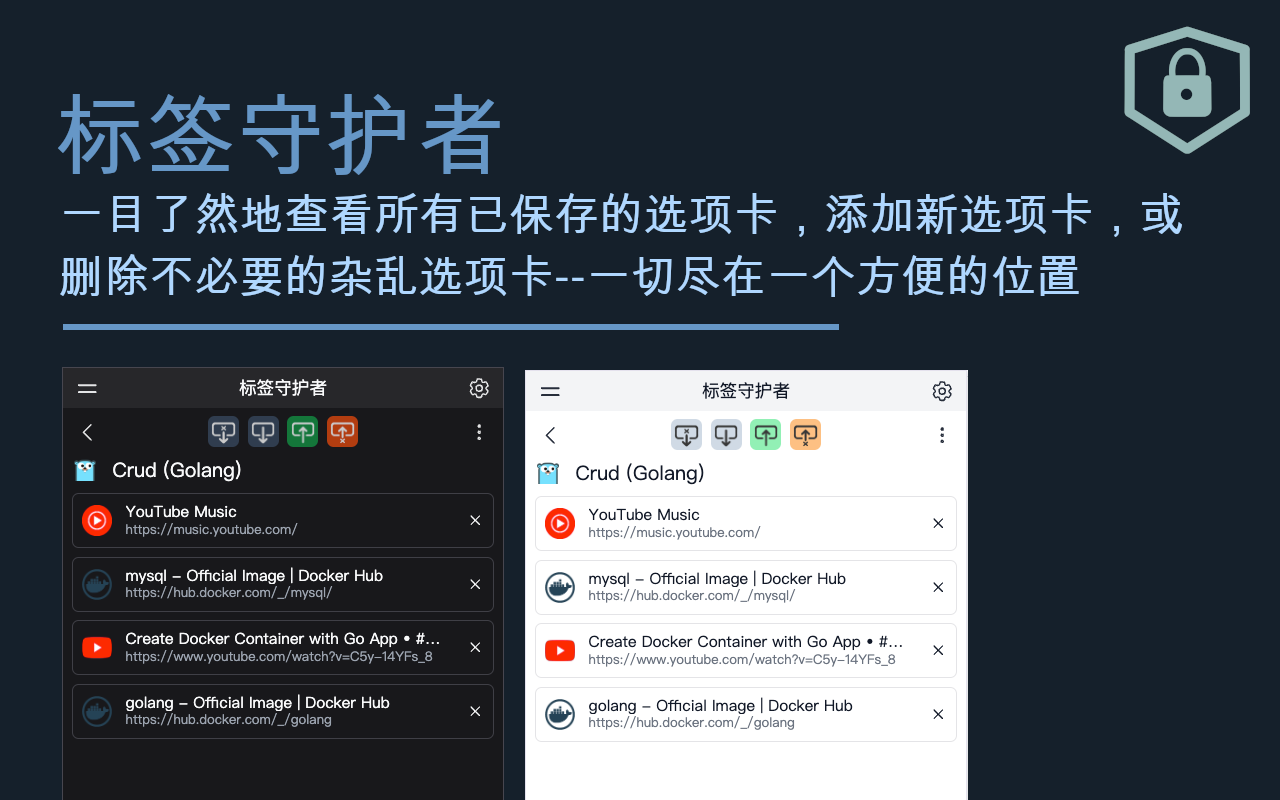 标签守护者
一目了然地查看所有已保存的选项卡，添加新选项卡，或
删除不必要的杂乱选项卡--一切尽在一个方便的位置
标签守护者
Crud (Golang)
YouTube Music
https://music.youtube.com/
mysql - Official Image | Docker Hub
https://hub.docker.com/_/mysql/
Create Docker Container with Go App • #...
https://www.youtube.com/watch?v=C5y-14YFs_8
golang - Official Image | Docker Hub
https://hub.docker.com/_/golang
标签守护者
Crud (Golang)
YouTube Music
https://music.youtube.com/
mysql - Official Image | Docker Hub
https://hub.docker.com/_/mysql/
Create Docker Container with Go App • #...
https://www.youtube.com/watch?v=C5y-14YFs_8
golang - Official Image | Docker Hub
https://hub.docker.com/_/golang